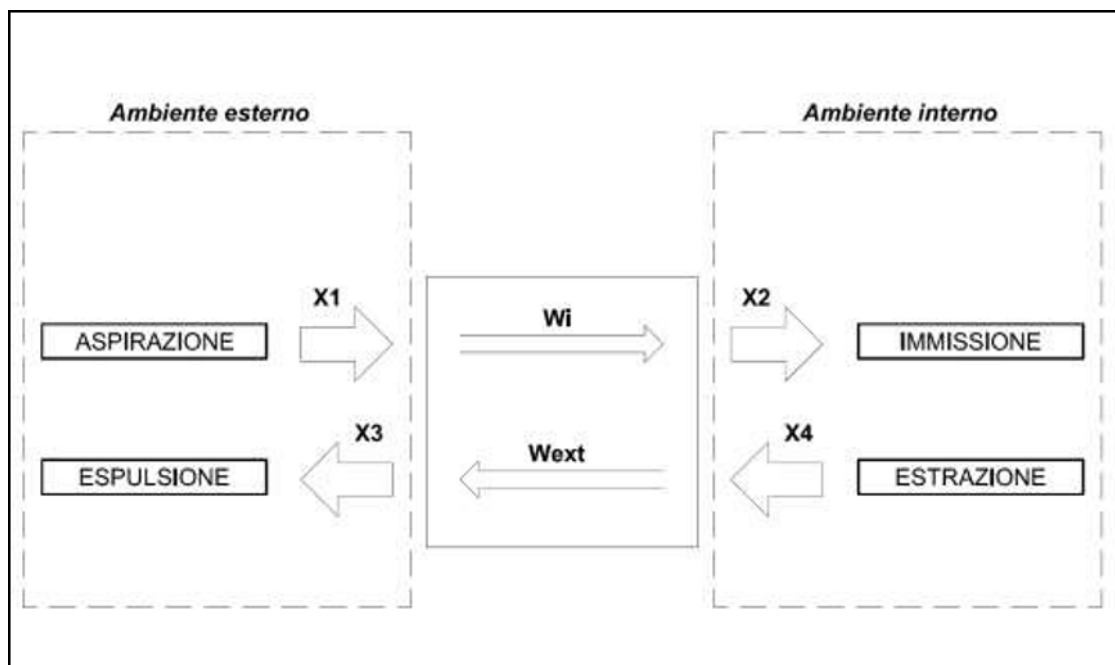 Ambiente esterno
Ambiente interno
X1
Wi
X2
ASPIRAZIONE
IMMISSIONE
X3
Wext
X4
ESPULSIONE
ESTRAZIONE